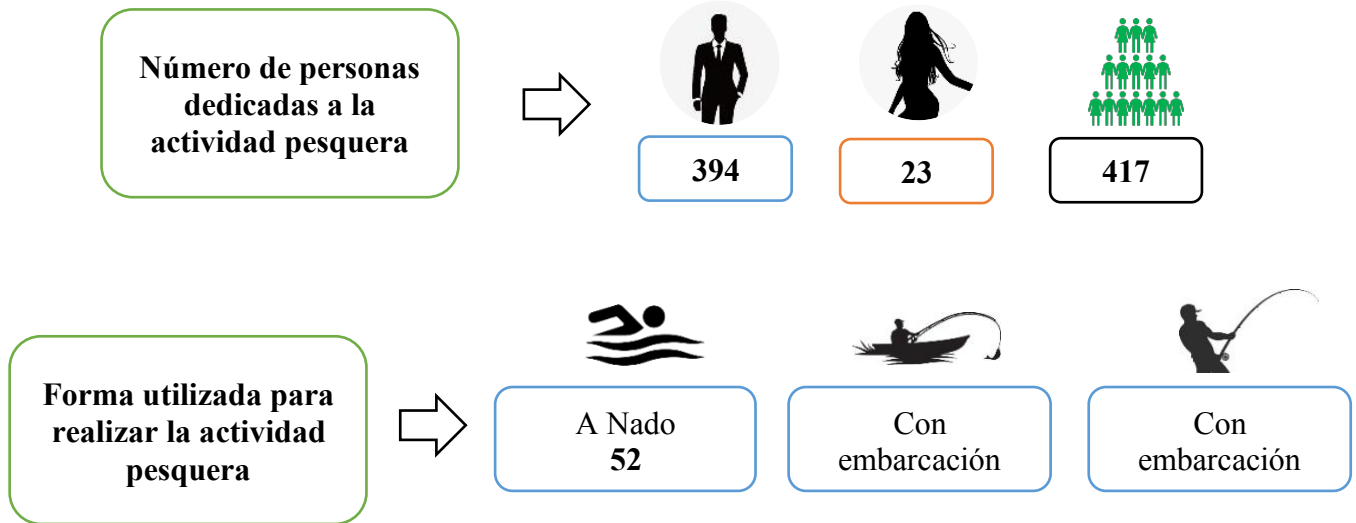 Número de personas
dedicadas a la
actividad pesquera
394
23
417
Forma utilizada para
realizar la actividad
pesquera
A Nado
52
Con
embarcación
Con
embarcación